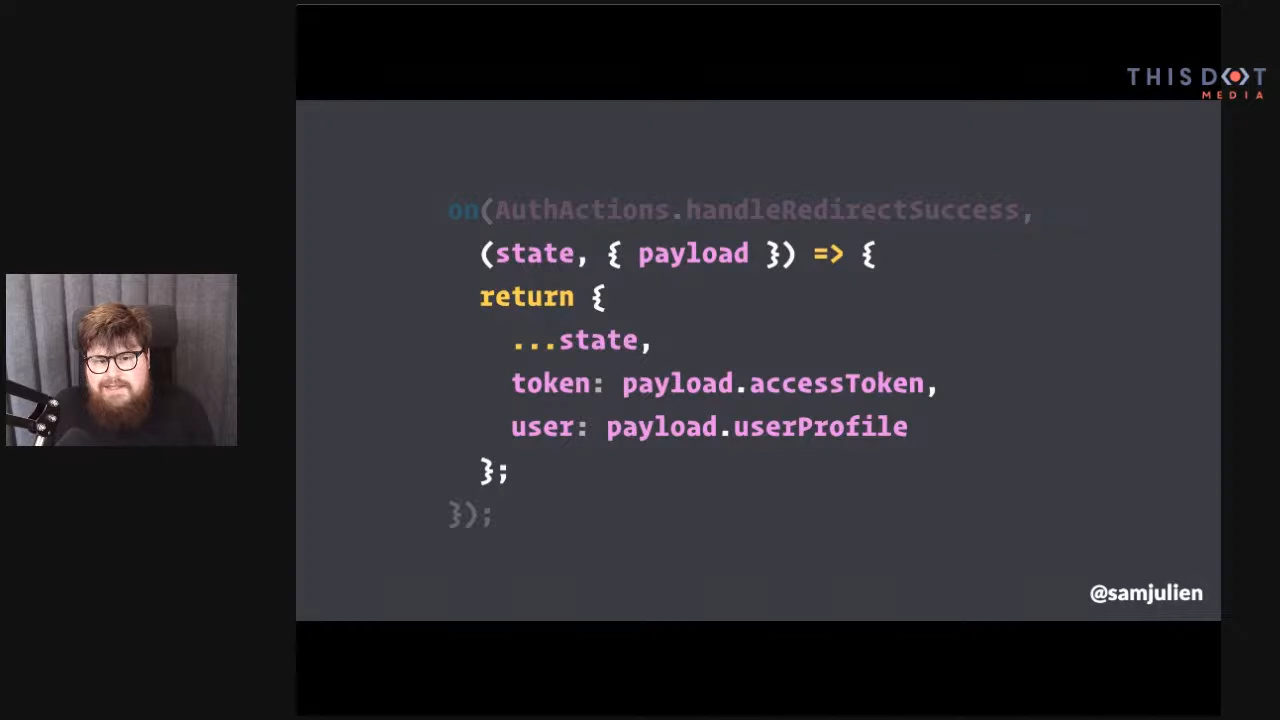 THIS DOT
MEDIA
on(AuthActions.handleRedirectSuccess,
(state, { payload }) => {
return {
...state,
token: payload.accessToken,
user: payload.userProfile
};
});
@samjulien